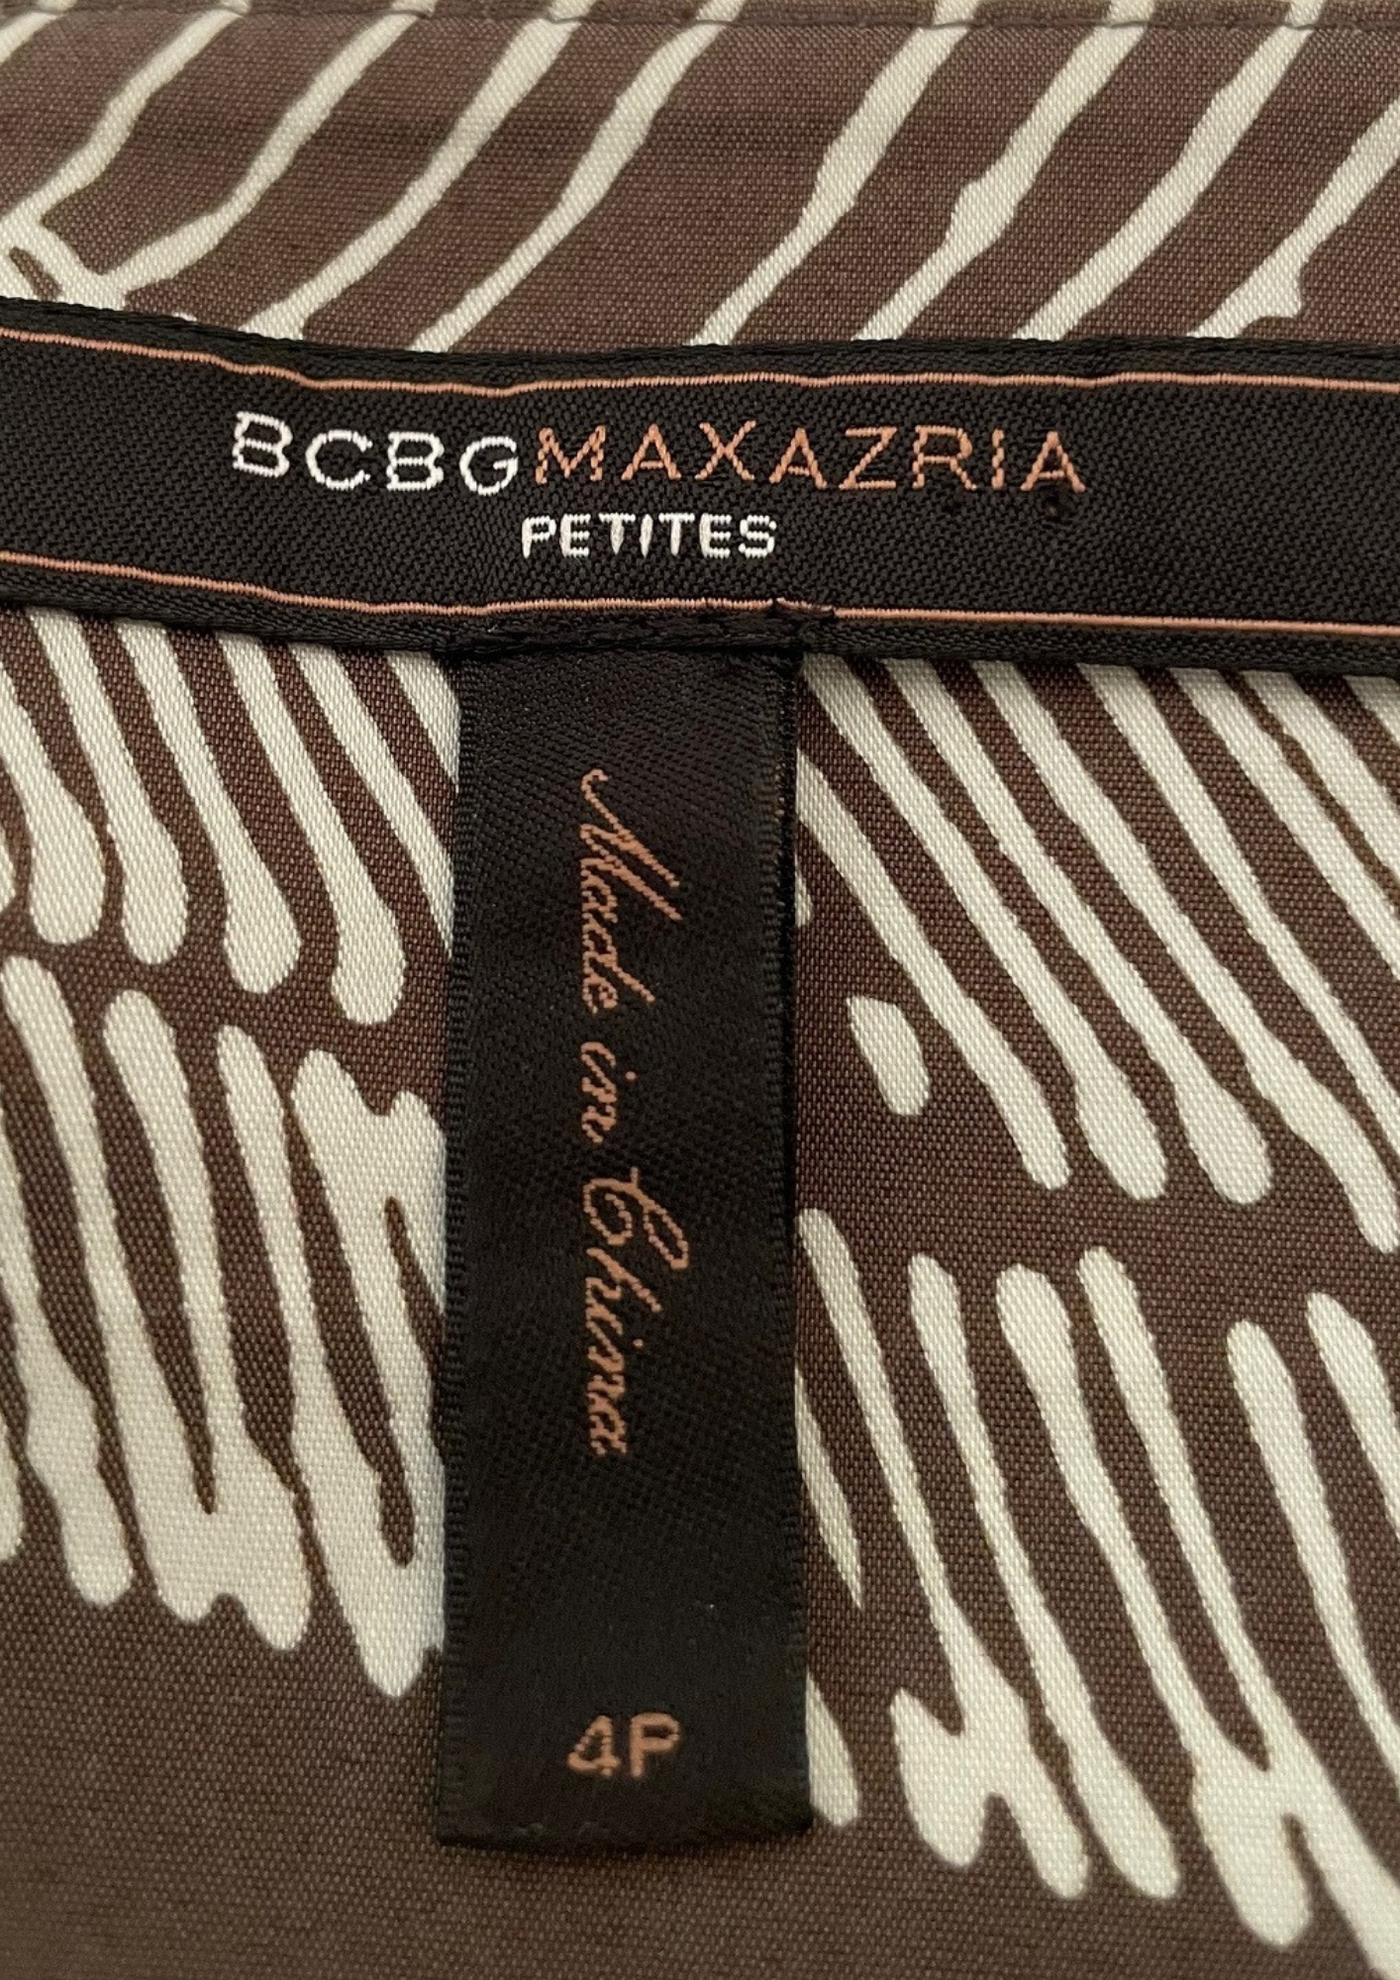 BCBGMAXAZRIA
PETITES
Made in China
4P